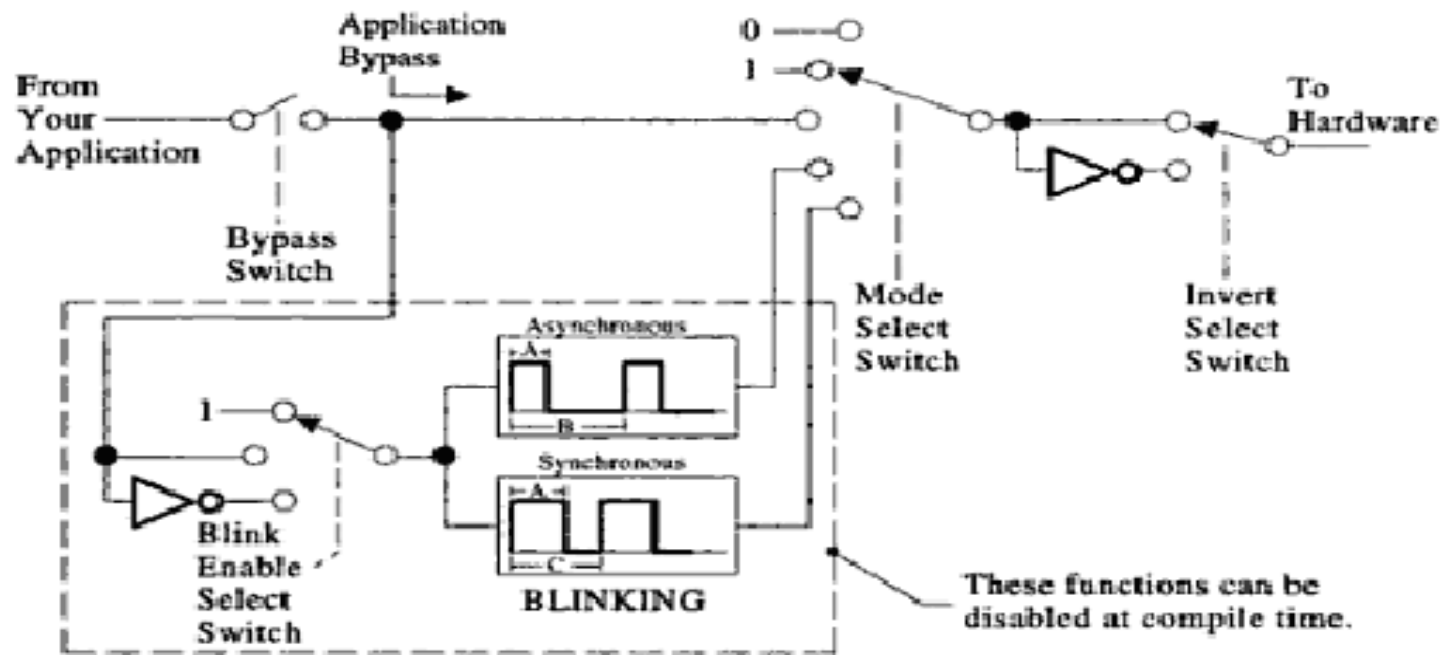 Application
Bypass
0
1
From
Your
Application
To
Hardware
Bypass
Switch
Mode
Select
Switch
Invert
Select
Switch
Asynchronous
A
B
1
Synchronous
A
C
Blink
Enable
Select
Switch
BLINKING
These functions can be
disabled at compile time.